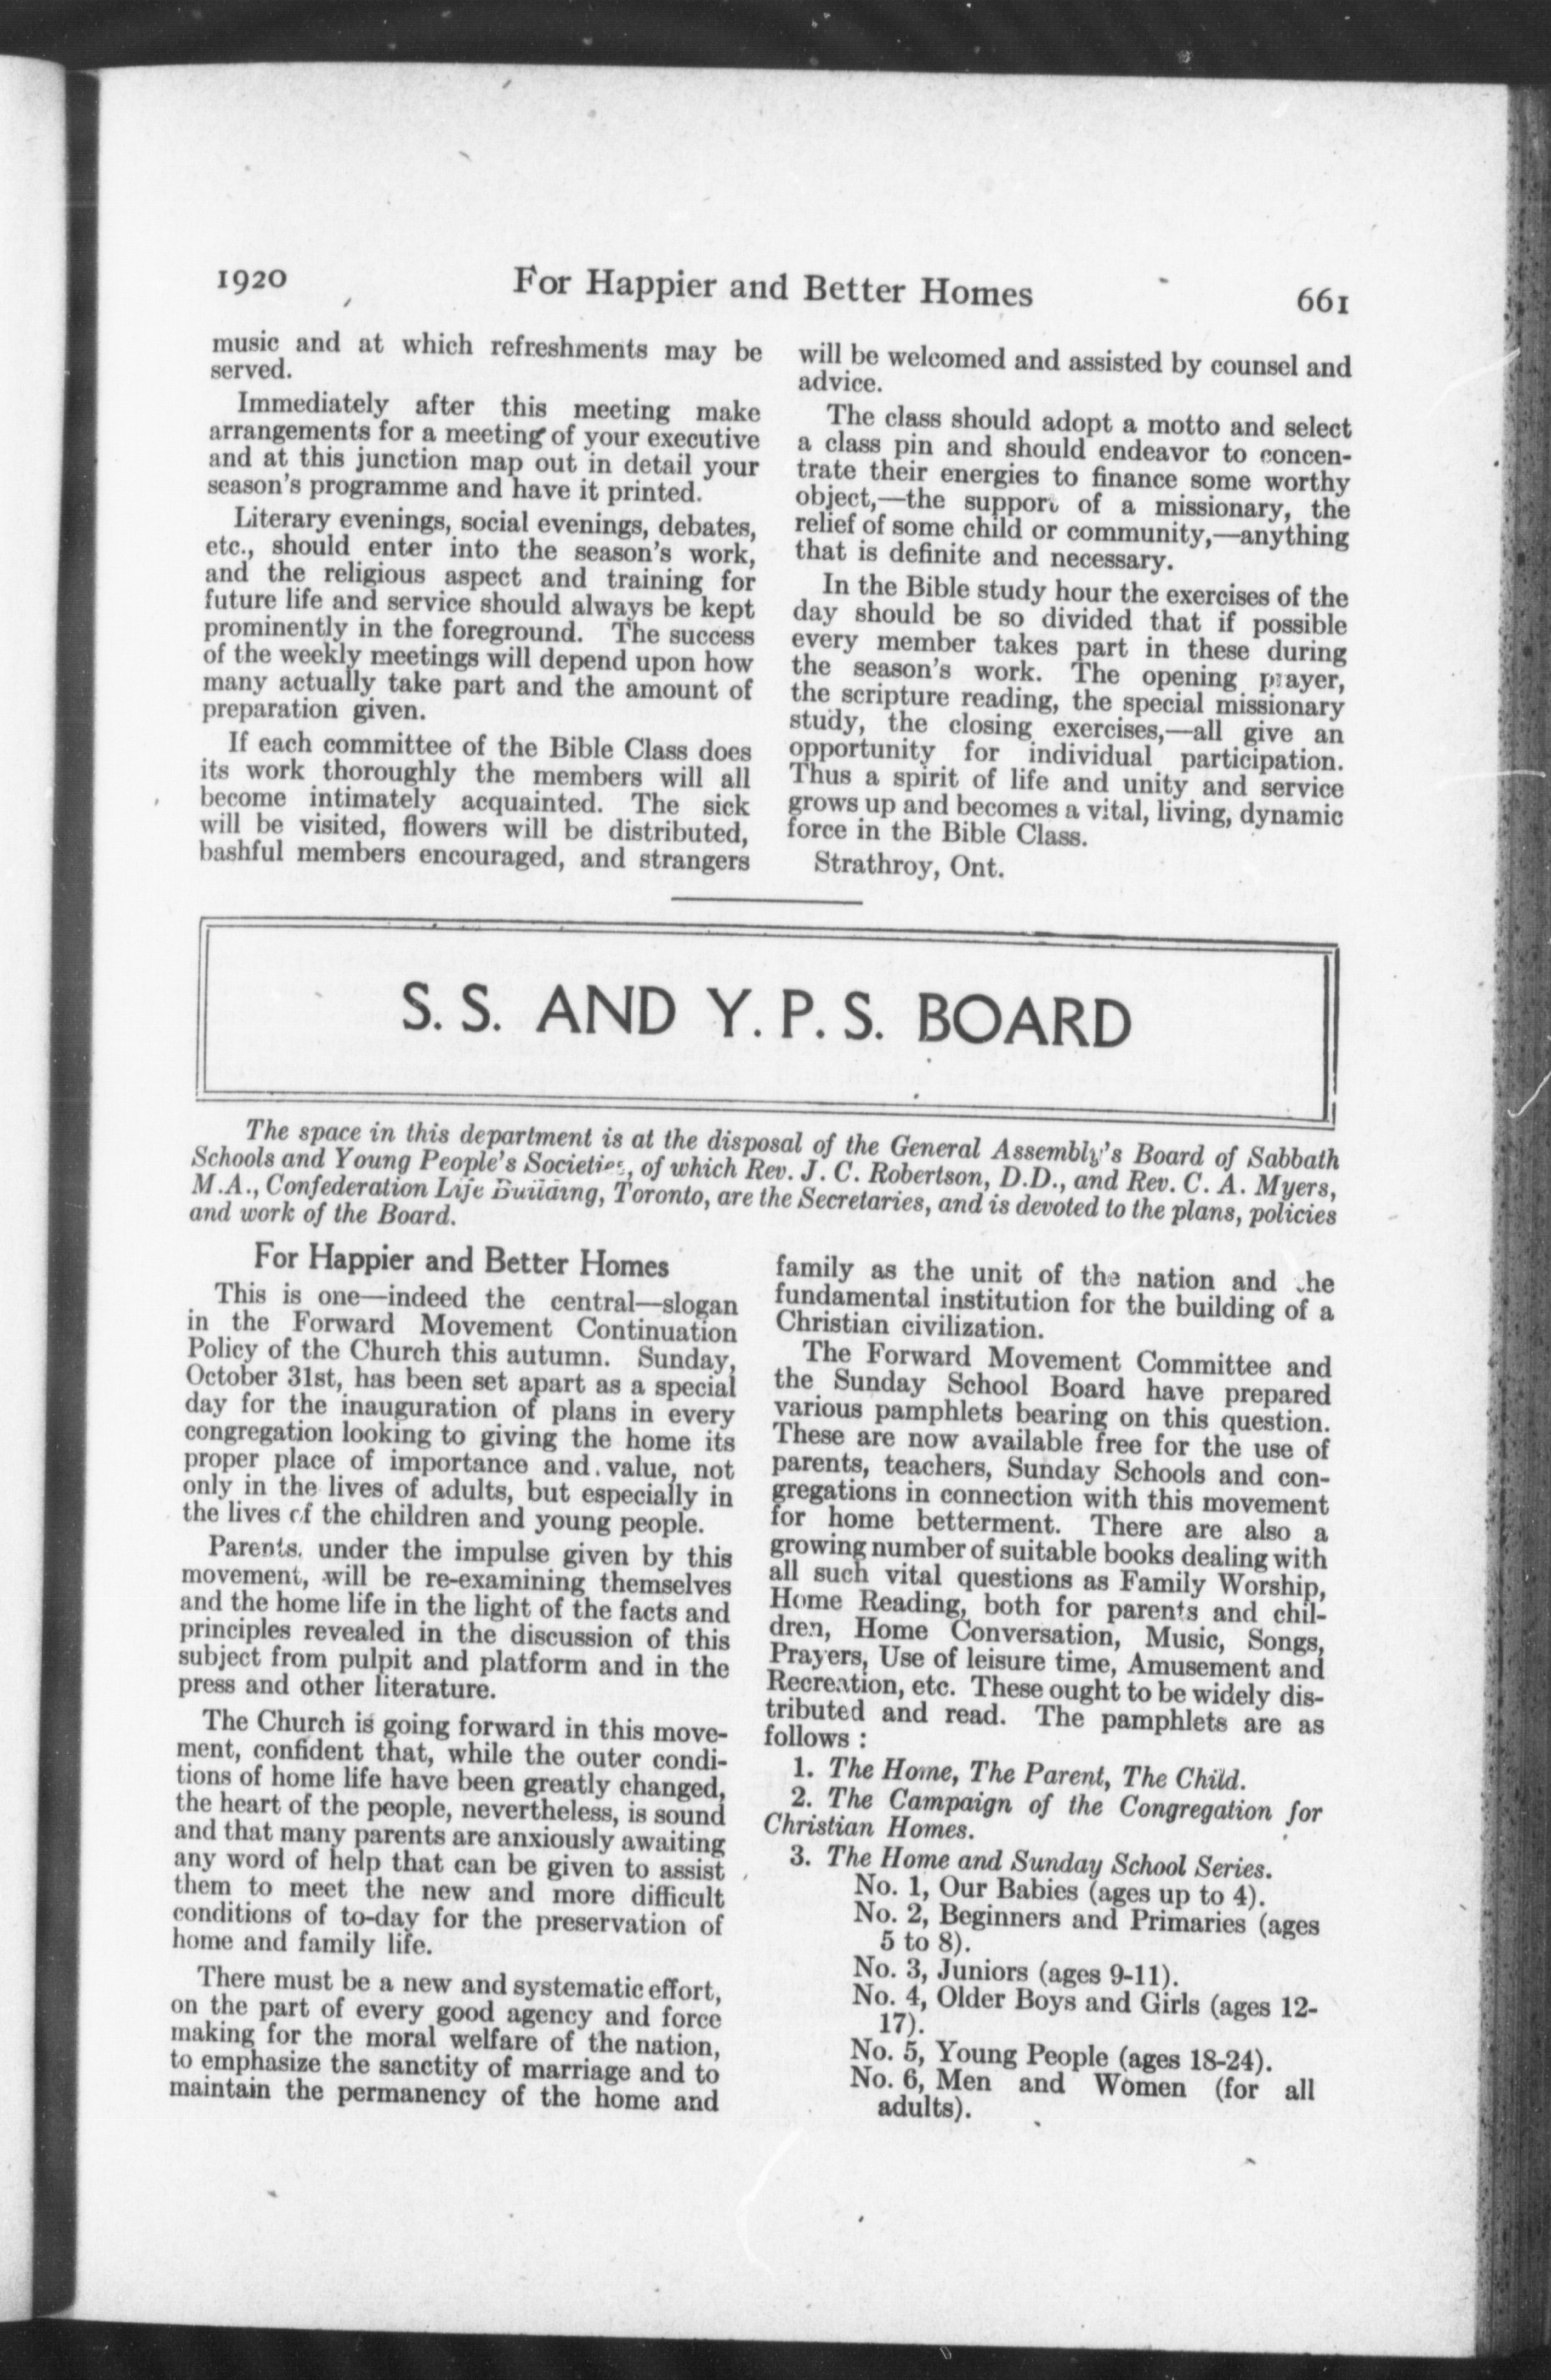 1920
For Happier and Better Homes
661
music and at which refreshments may be
served.
Immediately after this meeting make
arrangements for a meeting of your executive
and at this junction map out in detail your
season's programme and have it printed.
Literary evenings, social evenings, debates,
etc., should enter into the season's work,
and the religious aspect and training for
future life and service should always be kept
prominently in the foreground. The success
of the weekly meetings will depend upon how
many actually take part and the amount of
preparation given.
If each committee of the Bible Class does
its work thoroughly the members will all
become intimately acquainted. The sick
will be visited, flowers will be distributed,
bashful members encouraged, and strangers
will be welcomed and assisted by counsel and
advice.
The class should adopt a motto and select
a class pin and should endeavor to concen-
trate their energies to finance some worthy
object,—the support of a missionary, the
relief of some child or community,—anything
that is definite and necessary.
In the Bible study hour the exercises of the
day should be so divided that if possible
every member takes part in these during
the season's work. The opening prayer,
the scripture reading, the special missionary
study, the closing exercises,—all give an
opportunity for individual participation.
Thus a spirit of life and unity and service
grows up and becomes a vital, living, dynamic
force in the Bible Class.
Strathroy, Ont.
S. S. AND Y. P. S. BOARD
The space in this department is at the disposal of the General Assembly's Board of Sabbath
Schools and Young People's Societies, of which Rev. J. C. Robertson, D.D., and Rev. C. A. Myers,
M.A., Confederation Life Building, Toronto, are the Secretaries, and is devoted to the plans, policies
and work of the Board.
For Happier and Better Homes
This is one—indeed the central—slogan
in the Forward Movement Continuation
Policy of the Church this autumn. Sunday,
October 31st, has been set apart as a special
day for the inauguration of plans in every
congregation looking to giving the home its
proper place of importance and value, not
only in the lives of adults, but especially in
the lives of the children and young people.
Parents, under the impulse given by this
movement, will be re-examining themselves
and the home life in the light of the facts and
principles revealed in the discussion of this
subject from pulpit and platform and in the
press and other literature.
The Church is going forward in this move-
ment, confident that, while the outer condi-
tions of home life have been greatly changed,
the heart of the people, nevertheless, is sound
and that many parents are anxiously awaiting
any word of help that can be given to assist
them to meet the new and more difficult
conditions of to-day for the preservation of
home and family life.
There must be a new and systematic effort,
on the part of every good agency and force
making for the moral welfare of the nation,
to emphasize the sanctity of marriage and to
maintain the permanency of the home and
family as the unit of the nation and the
fundamental institution for the building of a
Christian civilization.
The Forward Movement Committee and
the Sunday School Board have prepared
various pamphlets bearing on this question.
These are now available free for the use of
parents, teachers, Sunday Schools and con-
gregations in connection with this movement
for home betterment. There are also a
growing number of suitable books dealing with
all such vital questions as Family Worship,
Home Reading, both for parents and chil-
dren, Home Conversation, Music, Songs,
Prayers, Use of leisure time, Amusement and
Recreation, etc. These ought to be widely dis-
tributed and read. The pamphlets are as
follows :
1. The Home, The Parent, The Child.
2. The Campaign of the Congregation for
Christian Homes.
3. The Home and Sunday School Series.
No. 1, Our Babies (ages up to 4).
No. 2, Beginners and Primaries (ages
5 to 8).
No. 3, Juniors (ages 9-11).
No. 4, Older Boys and Girls (ages 12-
17).
No. 5, Young People (ages 18-24).
No. 6, Men and Women (for all
adults).